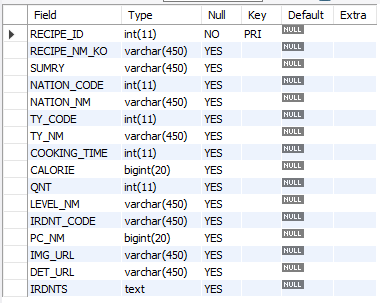 Field Type Null Key Default Extra
RECIPE_ID int(11) NO PRI NULL
RECIPE_NM_KO varchar(450) YES NULL
SUMRY varchar(450) YES NULL
NATION_CODE int(11) YES NULL
NATION_NM varchar(450) YES NULL
TY_CODE int(11) YES NULL
TY_NM varchar(450) YES NULL
COOKING_TIME int(11) YES NULL
CALORIE bigint(20) YES NULL
QNT int(11) YES NULL
LEVEL_NM varchar(450) YES NULL
IRDNT_CODE varchar(450) YES NULL
PC_NM bigint(20) YES NULL
IMG_URL varchar(450) YES NULL
DET_URL varchar(450) YES NULL
IRDNTS text YES NULL